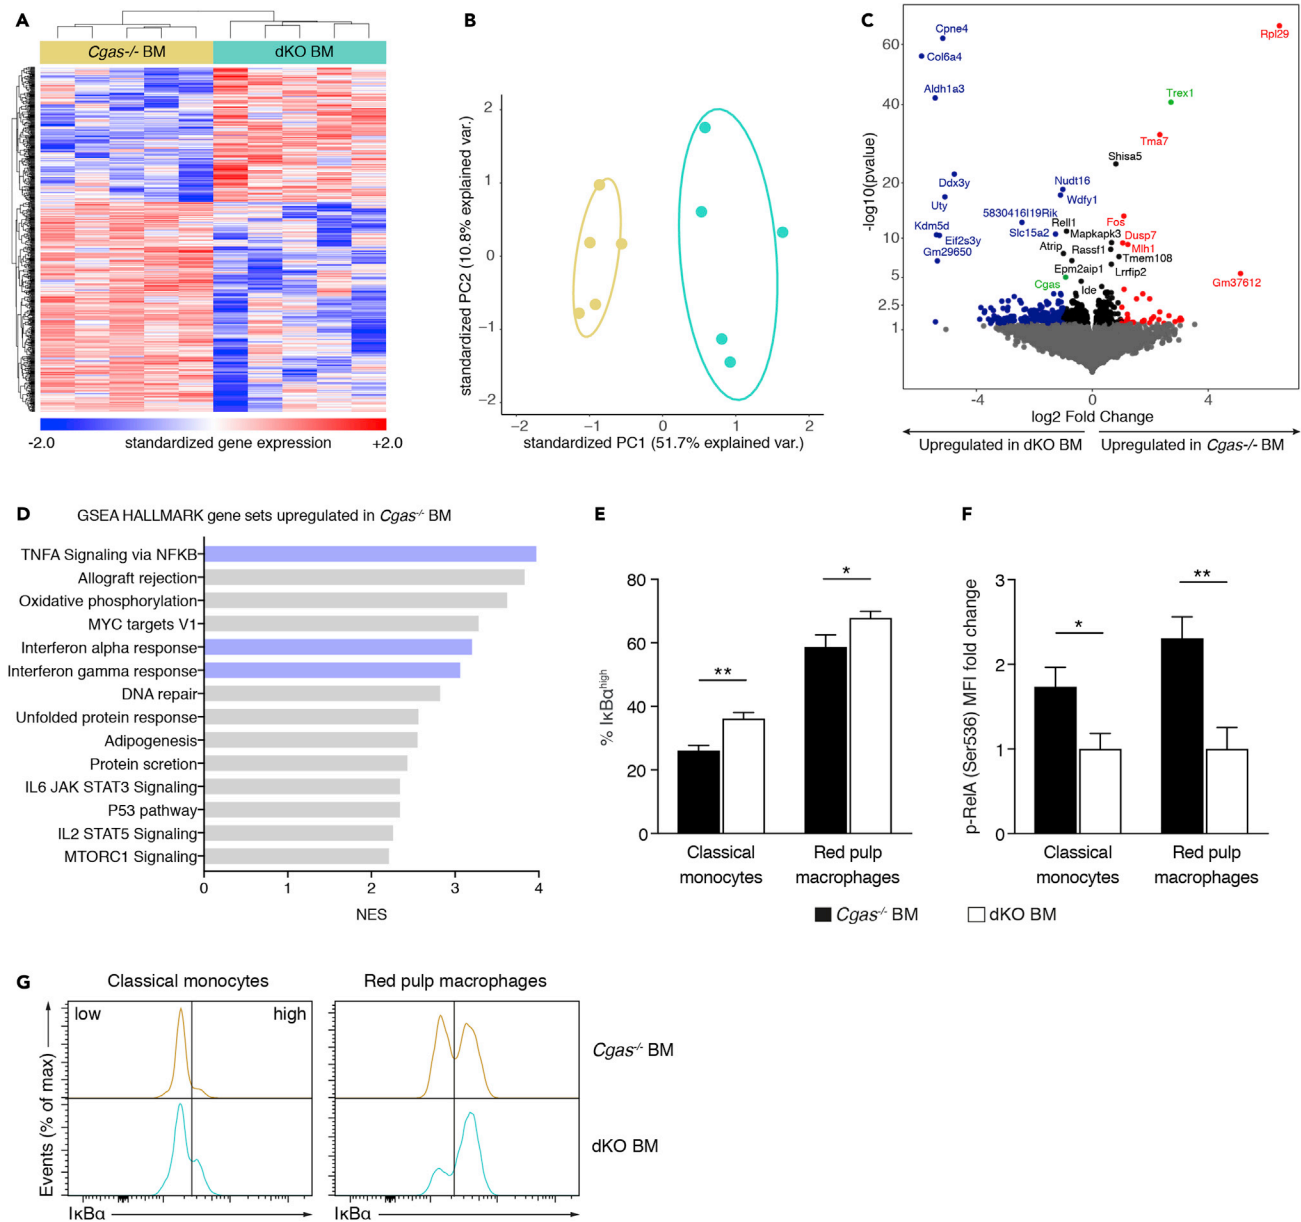 A
Cgas-/- BM
dKO BM
-2.0
standardized gene expression
+2.0
B
standardized PC2 (10.8% explained var.)
2
1
0
−1
−2
−2
−1
0
1
2
standardized PC1 (51.7% explained var.)
C
-log10(pvalue)
60
40
20
10
5
2.5
1
Cpne4
Rpl29
Col6a4
Aldh1a3
Trex1
Tma7
Shisa5
Ddx3y
Nudt16
Uty
Wdfy1
5830416I19Rik
Fos
Kdm5d
Rell1
Slc15a2
Mapkapk3
Dusp7
Eif2s3y
Atrip
Rassf1
Mlh1
Gm29650
Tmem108
Epm2aip1
Lrrfip2
Cgas
Ide
Gm37612
-4
0
4
log2 Fold Change
Upregulated in dKO BM
Upregulated in Cgas-/- BM
D
GSEA HALLMARK gene sets upregulated in Cgas-/- BM
TNFA Signaling via NFKB
Allograft rejection
Oxidative phosphorylation
MYC targets V1
Interferon alpha response
Interferon gamma response
DNA repair
Unfolded protein response
Adipogenesis
Protein scretion
IL6 JAK STAT3 Signaling
P53 pathway
IL2 STAT5 Signaling
MTORC1 Signaling
0
1
2
3
4
NES
E
% IκBαhigh
80
60
40
20
0
**
*
Classical monocytes
Red pulp macrophages
F
p-RelA (Ser536) MFI fold change
3
2
1
0
*
**
Classical monocytes
Red pulp macrophages
Cgas-/- BM
dKO BM
G
Classical monocytes
Red pulp macrophages
low
high
Cgas-/- BM
dKO BM
Events (% of max)
IκBα
IκBα